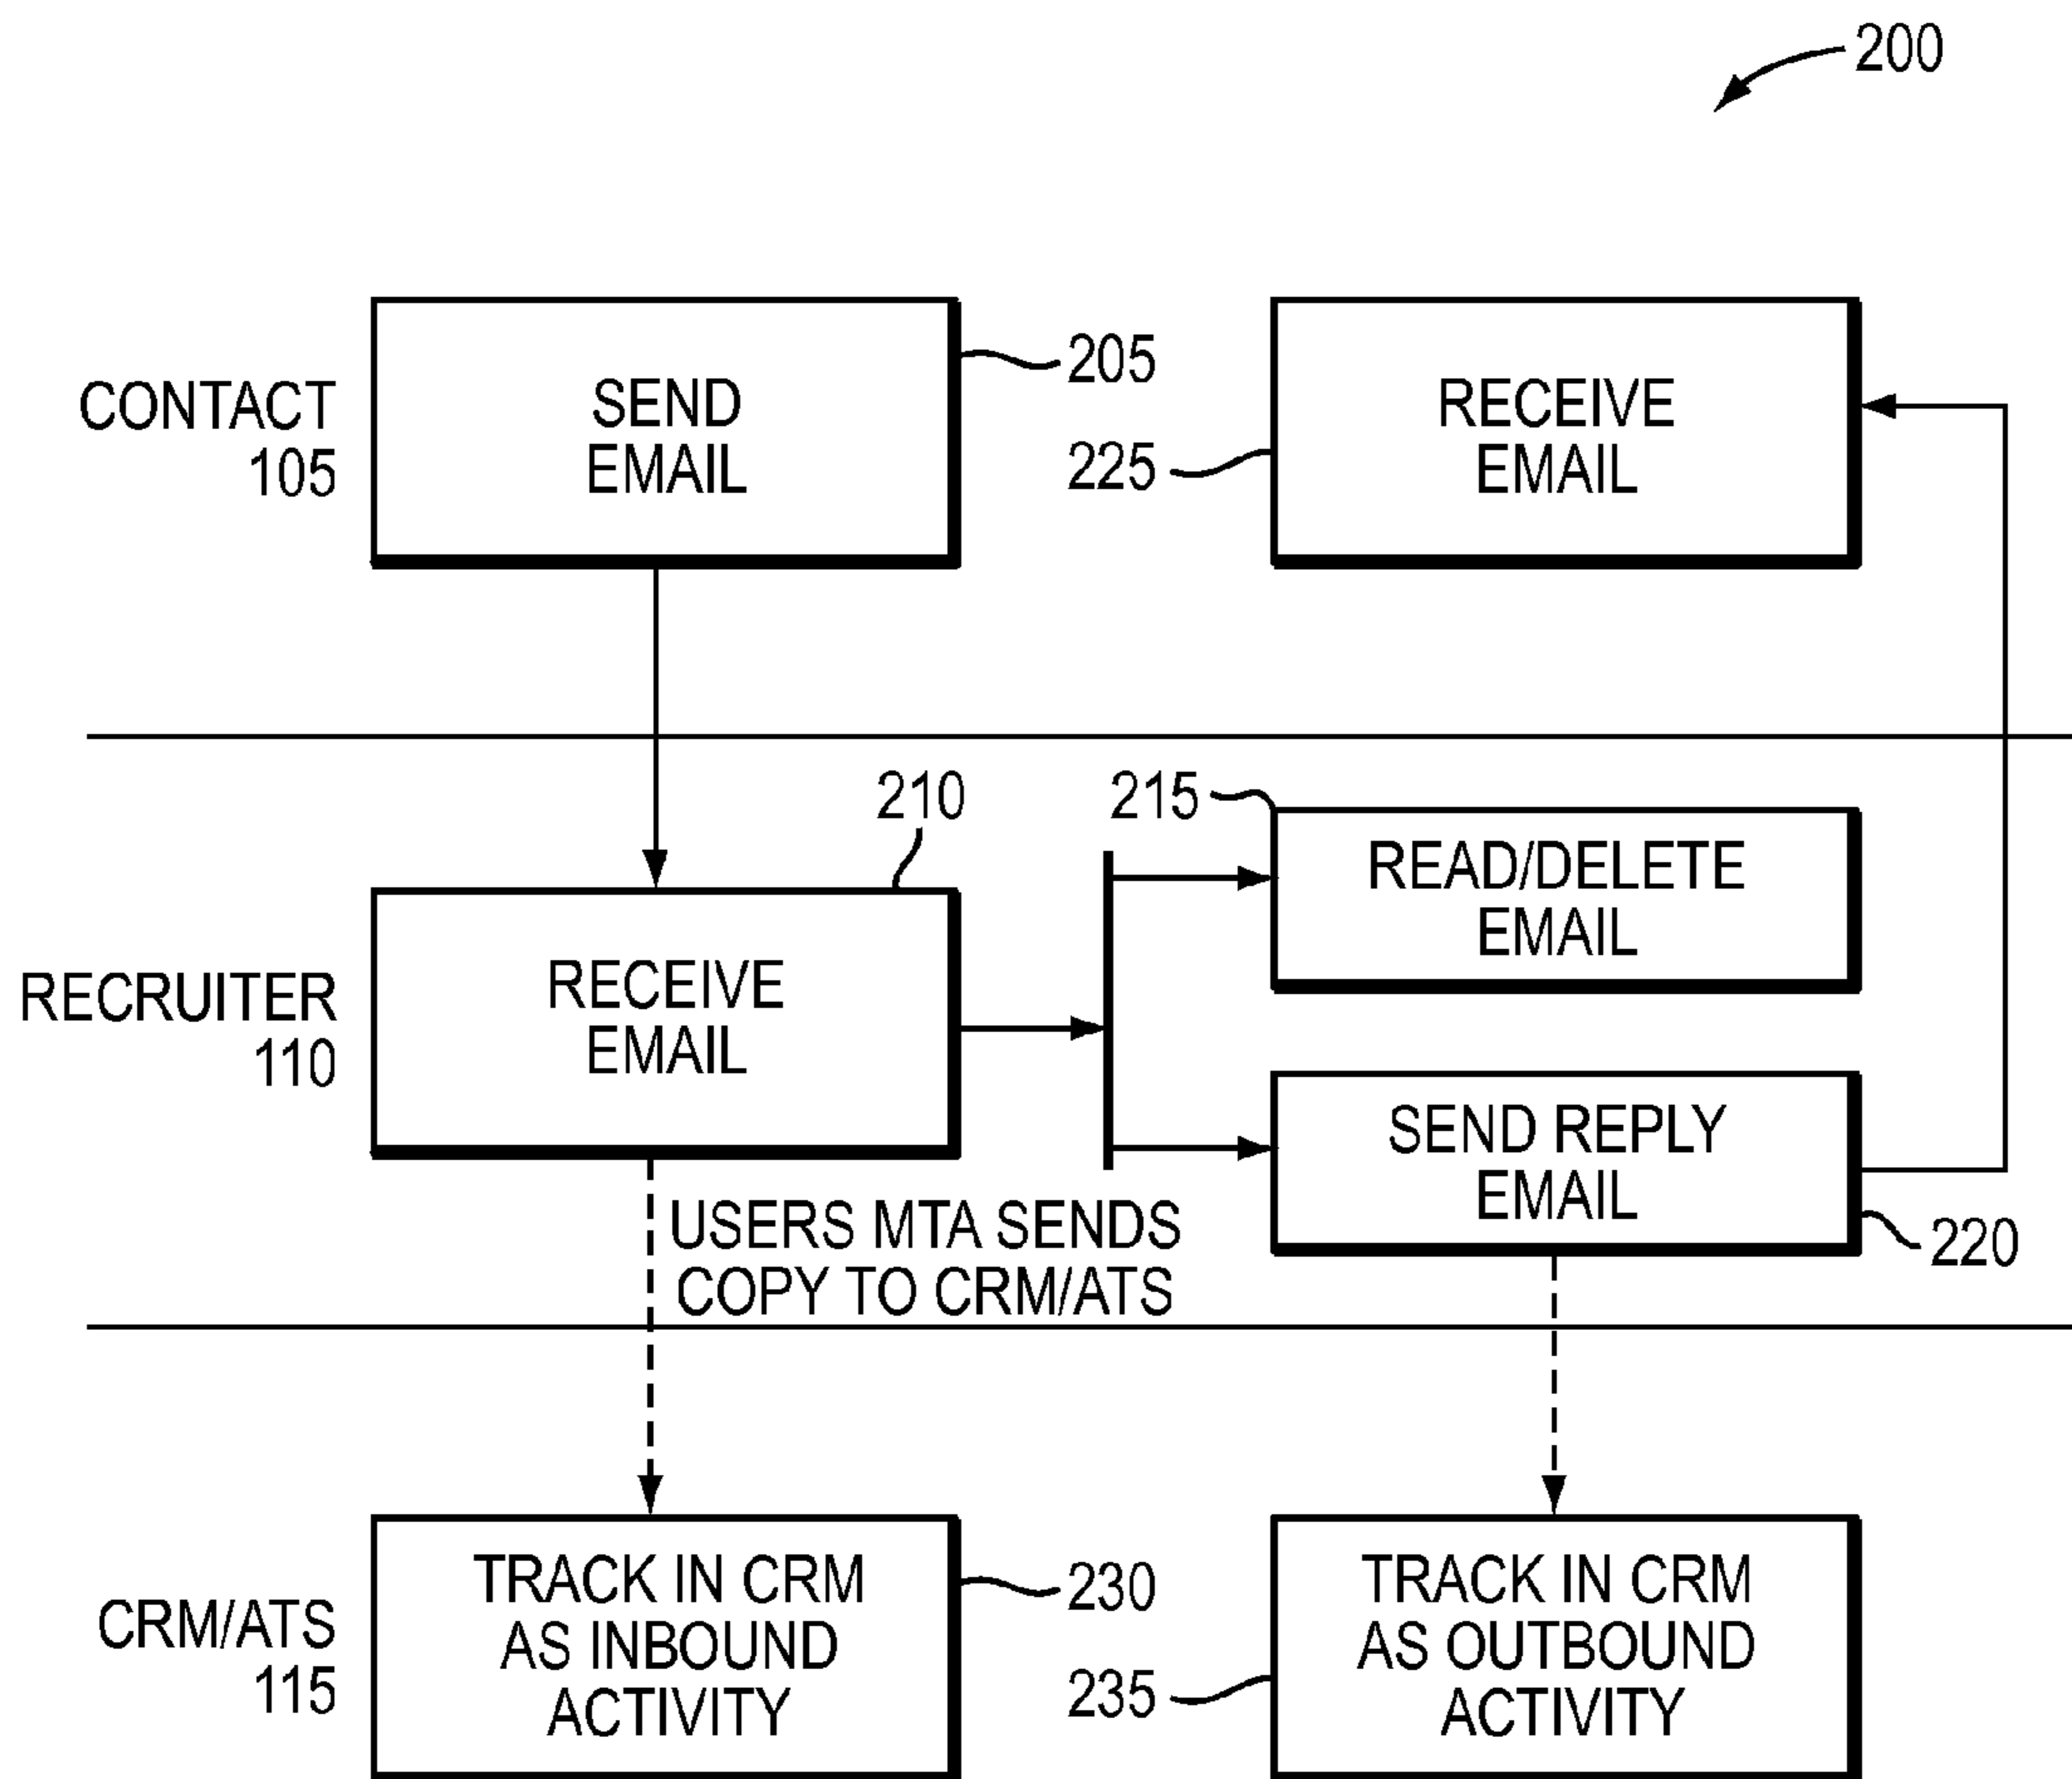 200
CONTACT
105
SEND
EMAIL
205
225
RECEIVE
EMAIL
RECRUITER
110
210
RECEIVE
EMAIL
215
READ/DELETE
EMAIL
SEND REPLY
EMAIL
220
USERS MTA SENDS
COPY TO CRM/ATS
CRM/ATS
115
TRACK IN CRM
AS INBOUND
ACTIVITY
230
235
TRACK IN CRM
AS OUTBOUND
ACTIVITY